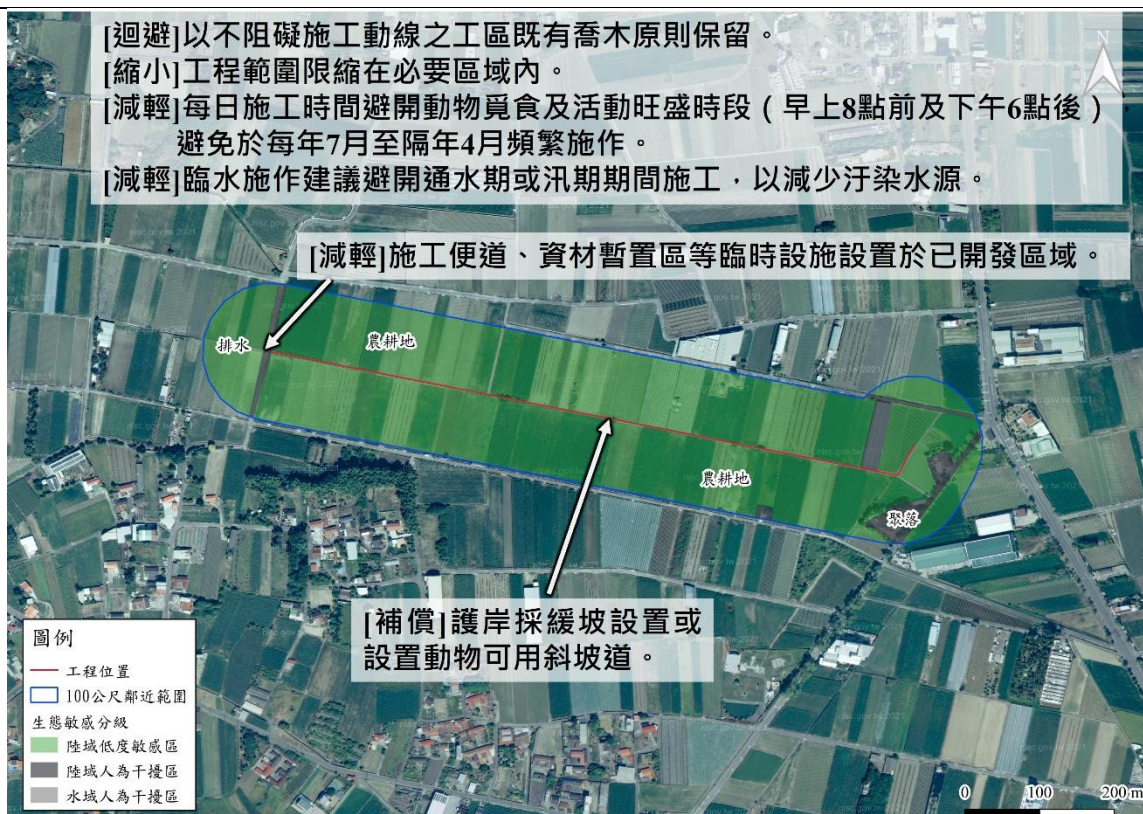 [迴避]以不阻礙施工動線之工區既有喬木原則保留。
[縮小]工程範圍限縮在必要區域內。
[減輕]每日施工時間避開動物覓食及活動旺盛時段（早上8點前及下午6點後）
避免於每年7月至隔年4月頻繁施作。
[減輕]臨水施作建議避開通水期或汛期期間施工，以減少汙染水源。
N
[減輕]施工便道、資材暫置區等臨時設施設置於已開發區域。
排水
農耕地
農耕地
聚落
[補償]護岸採緩坡設置或
設置動物可用斜坡道。
圖例
工程位置
100公尺鄰近範圍
生態敏感分級
陸域低度敏感區
陸域人為干擾區
水域人為干擾區
0 100 200 m